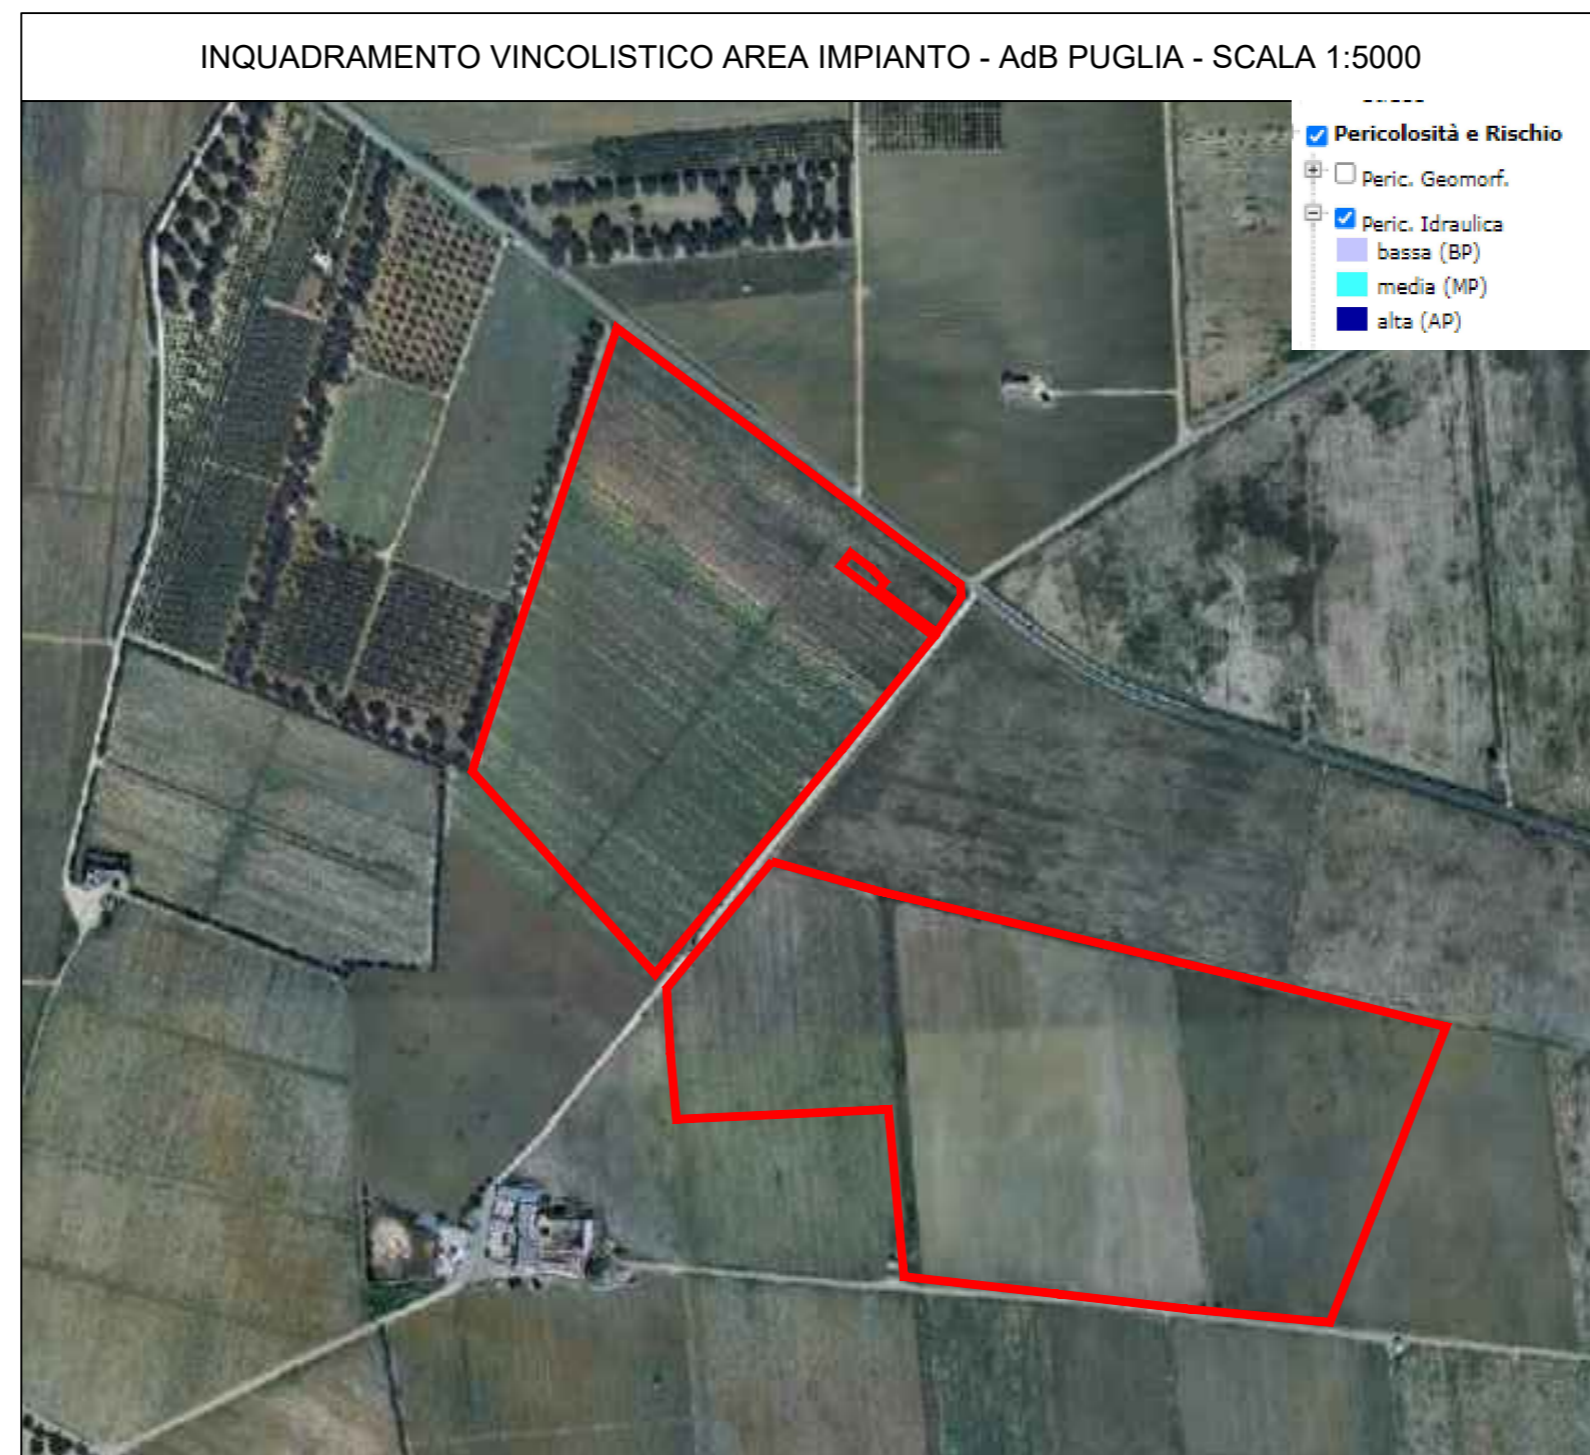 INQUADRAMENTO VINCOLISTICO AREA IMPIANTO - AdB PUGLIA - SCALA 1:5000
Pericolosità e Rischio
Peric. Geomorf.
Peric. Idraulica
bassa (BP)
media (MP)
alta (AP)